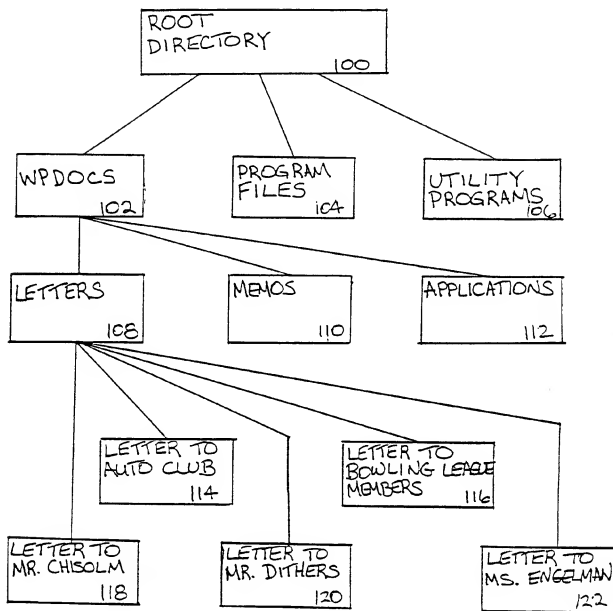 ROOT
DIRECTORY
100
WPDOCS
102
PROGRAM
FILES
104
UTILITY
PROGRAMS
106
LETTERS
108
MEMOS
110
APPLICATIONS
112
LETTER TO
AUTO CLUB
114
LETTER TO
BOWLING LEAGUE
MEMBERS
116
LETTER TO
MR. CHISOLM
118
LETTER TO
MR. DITHERS
120
LETTER TO
MS. ENGELMAN
122